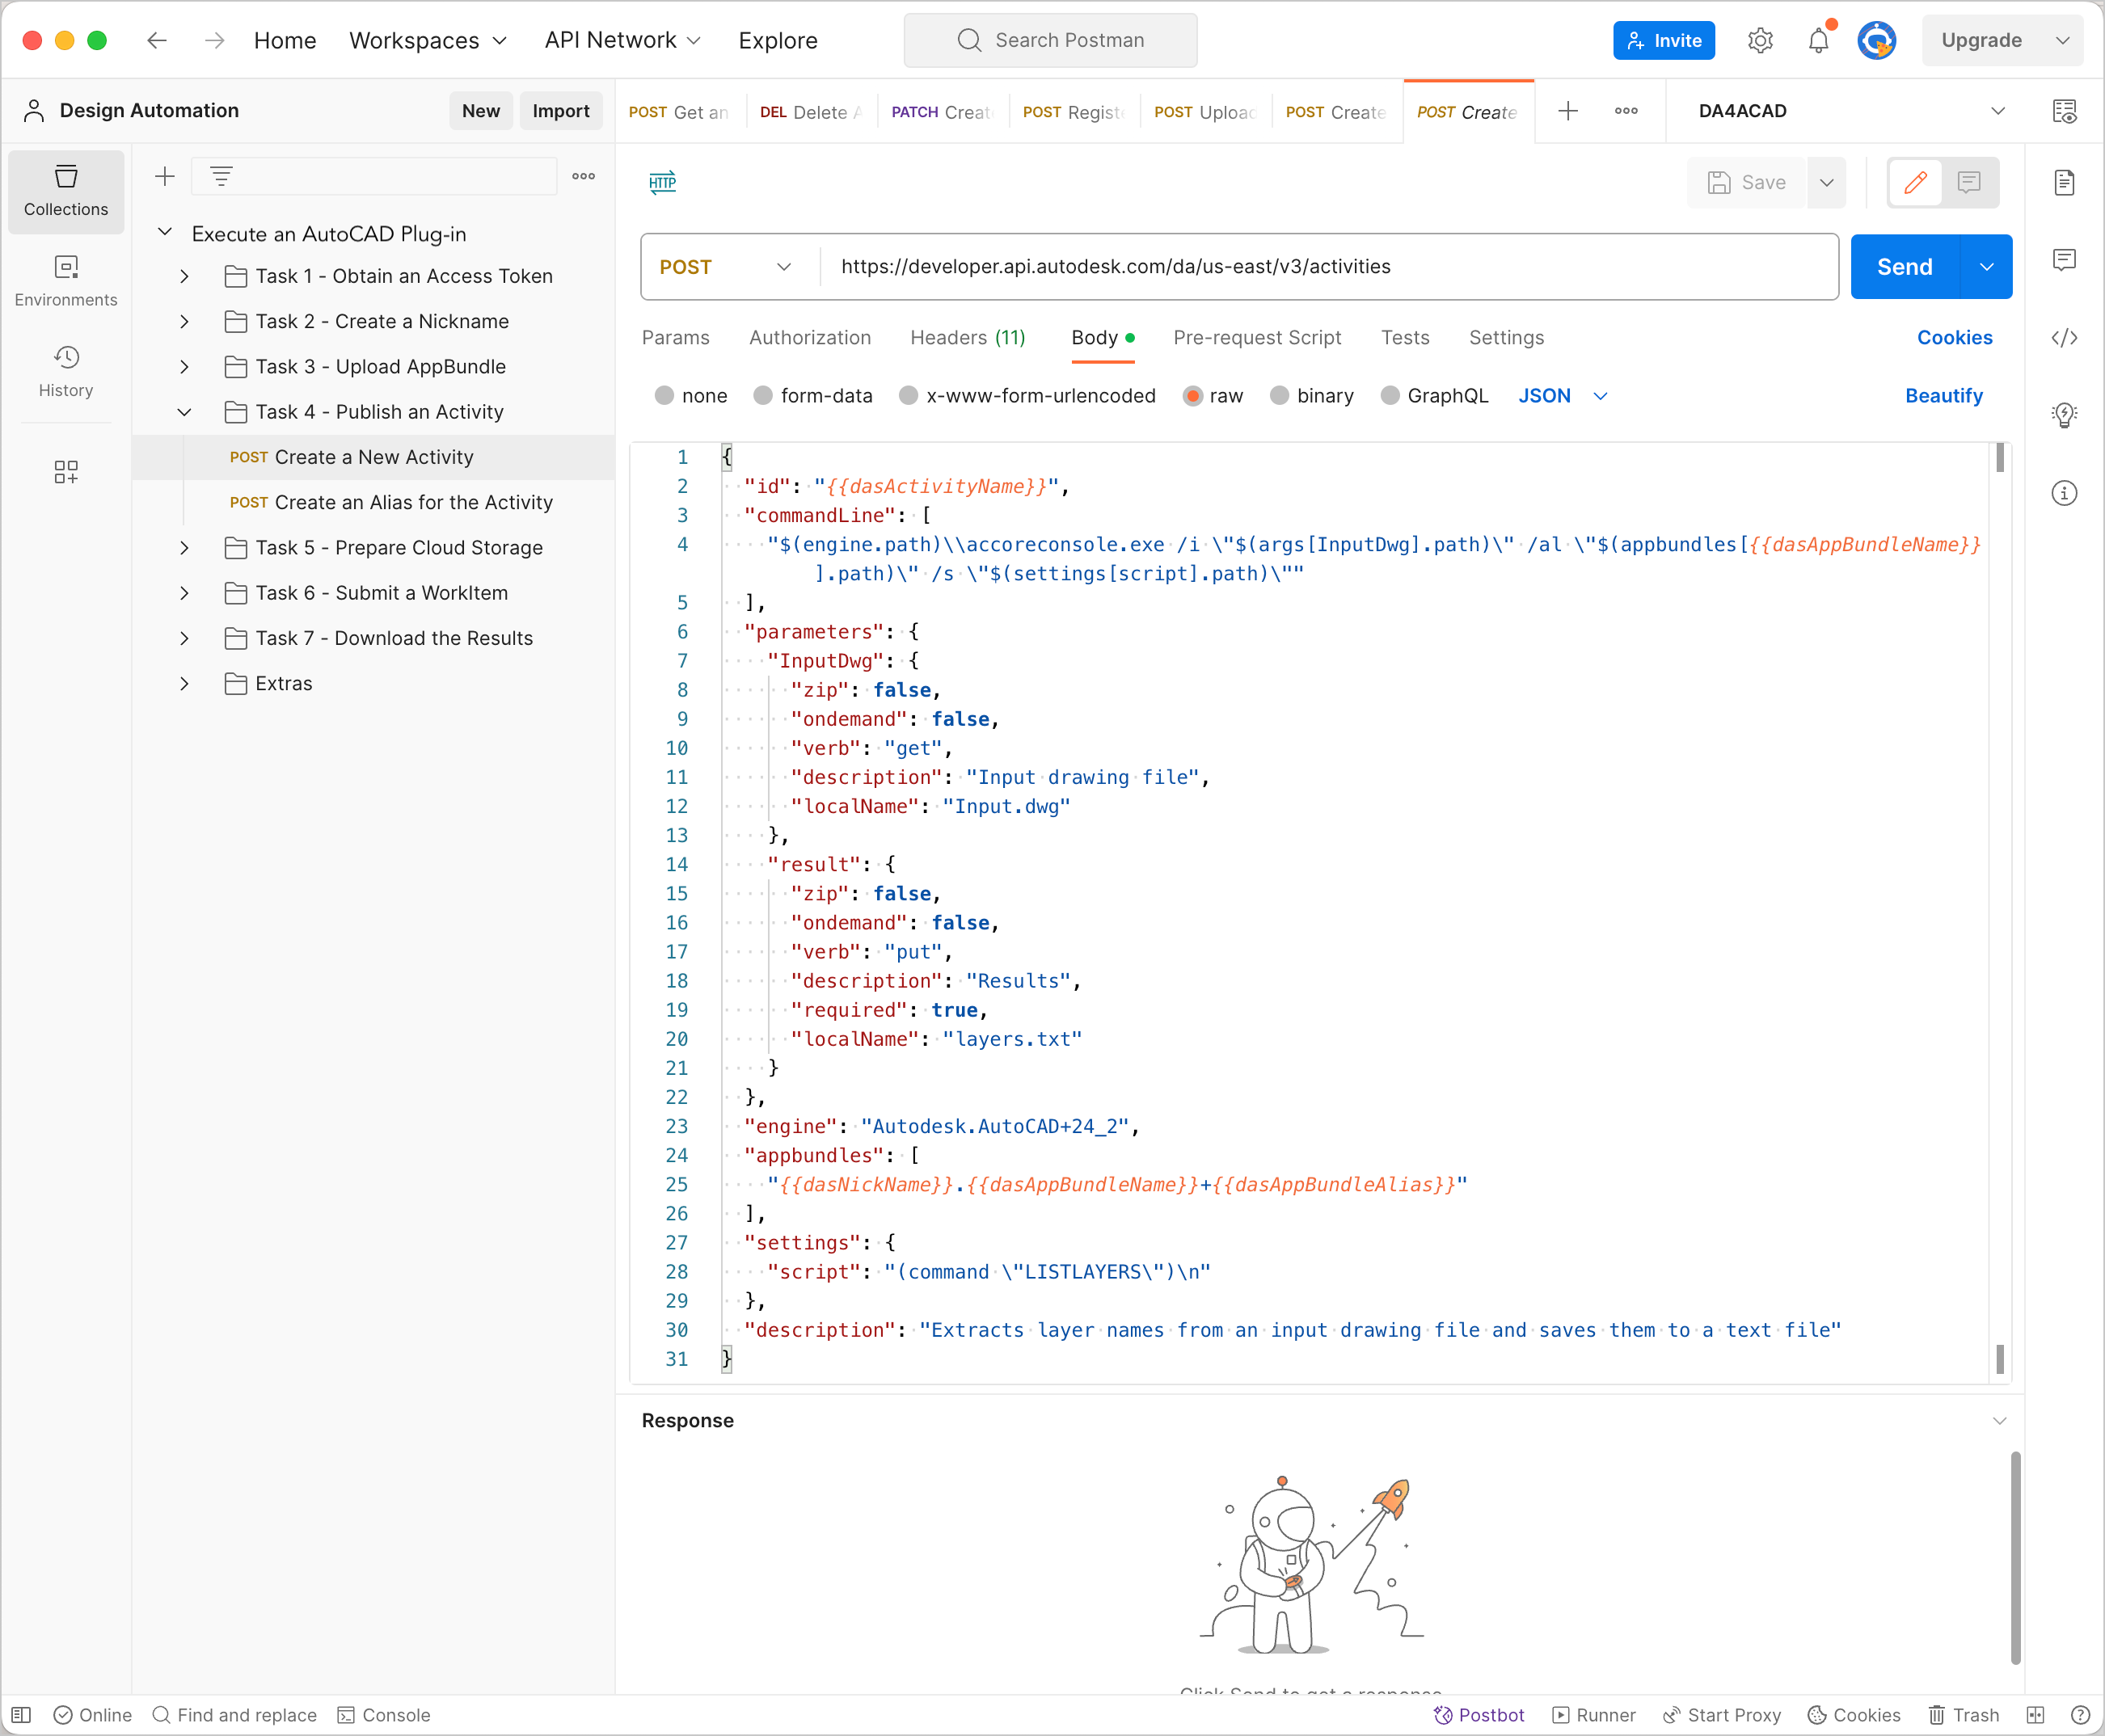 Home Workspaces API Network Explore Search Postman Invite Upgrade
Design Automation New Import
POST Get an DEL Delete A PATCH Creat POST Regist POST Upload POST Create POST Create DA4ACAD
Collections
Environments
History
Execute an AutoCAD Plug-in
Task 1 - Obtain an Access Token
Task 2 - Create a Nickname
Task 3 - Upload AppBundle
Task 4 - Publish an Activity
POST Create a New Activity
POST Create an Alias for the Activity
Task 5 - Prepare Cloud Storage
Task 6 - Submit a WorkItem
Task 7 - Download the Results
Extras
HTTP Save
POST https://developer.api.autodesk.com/da/us-east/v3/activities Send
Params Authorization Headers (11) Body Pre-request Script Tests Settings Cookies
none form-data x-www-form-urlencoded raw binary GraphQL JSON Beautify
1 {
2 "id": "{{dasActivityName}}",
3 "commandLine": [
4 "$(engine.path)\\accoreconsole.exe /i \"$(args[InputDwg].path)\" /al \"$(appbundles[{{dasAppBundleName}}
].path)\" /s \"$(settings[script].path)\""
5 ],
6 "parameters": {
7 "InputDwg": {
8 "zip": false,
9 "ondemand": false,
10 "verb": "get",
11 "description": "Input drawing file",
12 "localName": "Input.dwg"
13 },
14 "result": {
15 "zip": false,
16 "ondemand": false,
17 "verb": "put",
18 "description": "Results",
19 "required": true,
20 "localName": "layers.txt"
21 }
22 },
23 "engine": "Autodesk.AutoCAD+24_2",
24 "appbundles": [
25 "{{dasNickName}}.{{dasAppBundleName}}+{{dasAppBundleAlias}}"
26 ],
27 "settings": {
28 "script": "(command \"LISTLAYERS\")\n"
29 },
30 "description": "Extracts layer names from an input drawing file and saves them to a text file"
31 }
Response
Click Send to get a response
Online Find and replace Console Postbot Runner Start Proxy Cookies Trash